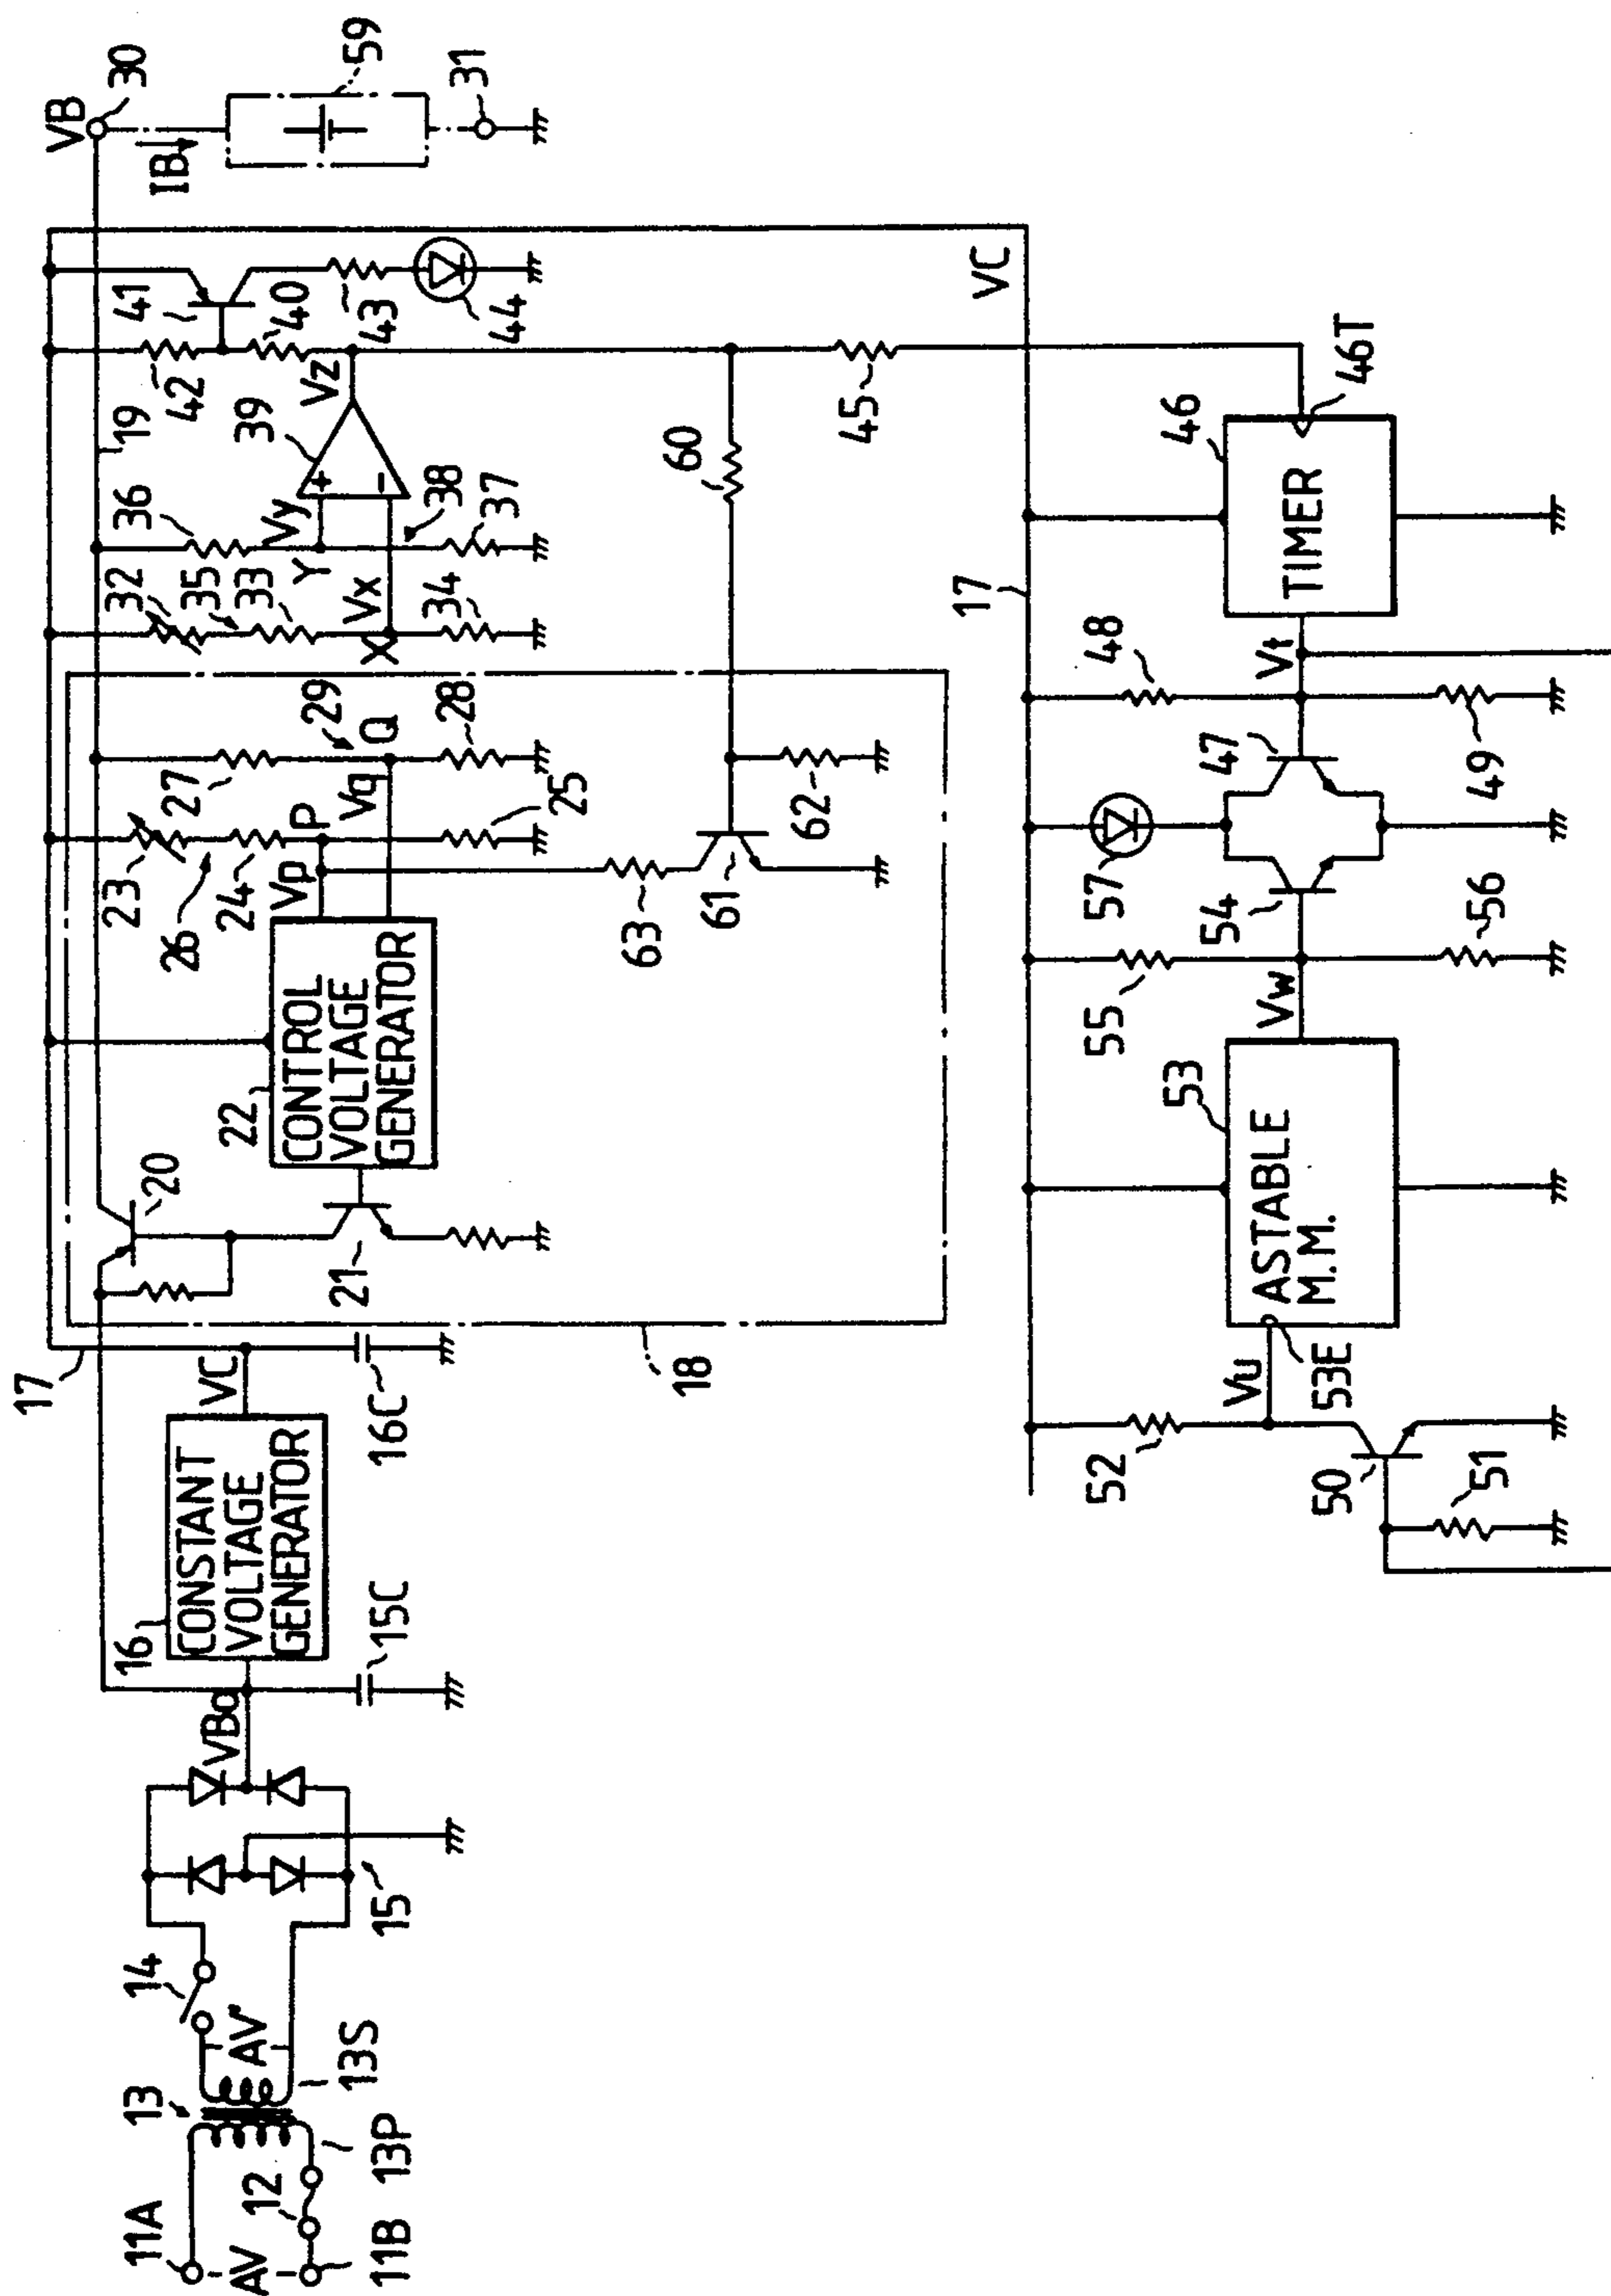 11A
AV
11B
12
13
13P
13S
AV'
14
15
VBo
15C
16
CONSTANT
VOLTAGE
GENERATOR
VC
16C
17
18
20
21
22
CONTROL
VOLTAGE
GENERATOR
23
26
24
Vp
P
25
27
29
Q
Vq
28
63
61
62
60
19
32
35
33
Vx
X
34
36
Vy
Y
38
37
39
+
-
Vz
42
41
40
43
44
45
VB
30
IB
59
31
VC
17
52
Vu
50
51
53E
53
ASTABLE
M.M.
Vw
55
56
54
57
47
48
49
Vt
46
TIMER
46T